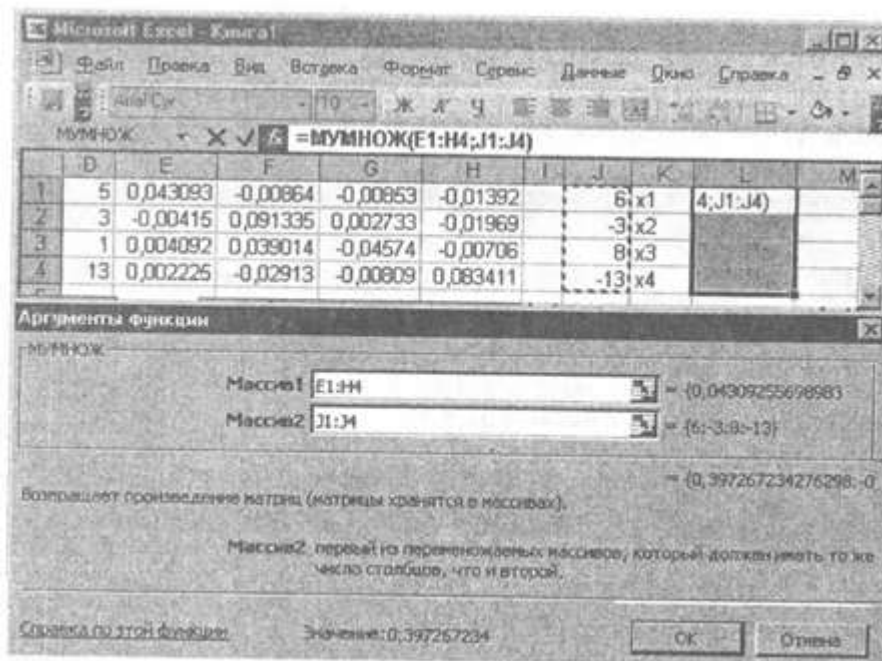 Microsoft Excel - Книга1
Файл Правка Вид Вставка Формат Сервис Данные Окно Справка
Arial Cyr 10 Ж К Ч
МУМНОЖ =МУМНОЖ(E1:H4;J1:J4)
D E F G H I J K L M
1 5 0,043093 -0,00864 -0,00853 -0,01392 6 x1 4;J1:J4)
2 3 -0,00415 0,091335 0,002733 -0,01969 -3 x2
3 1 0,004092 0,039014 -0,04574 -0,00706 8 x3
4 13 0,002225 -0,02913 -0,00809 0,083411 -13 x4
Аргументы функции
МУМНОЖ
Массив1 E1:H4 = {0,04309255698983
Массив2 J1:J4 = {6:-3:8:-13}
= {0,397267234276298:-0
Возвращает произведение матриц (матрицы хранятся в массивах).
Массив2 первый из перемножаемых массивов, который должен иметь то же
число столбцов, что и второй.
Справка по этой функции Значение:0,397267234 ОК Отмена